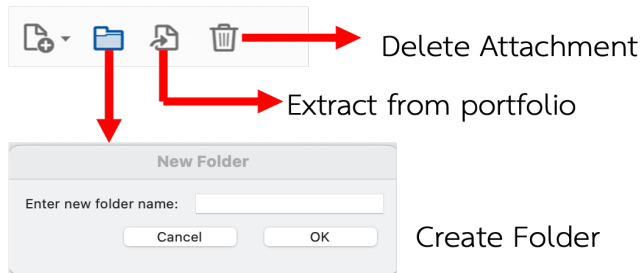 Delete Attachment
Extract from portfolio
New Folder
Enter new folder name:
Cancel OK
Create Folder